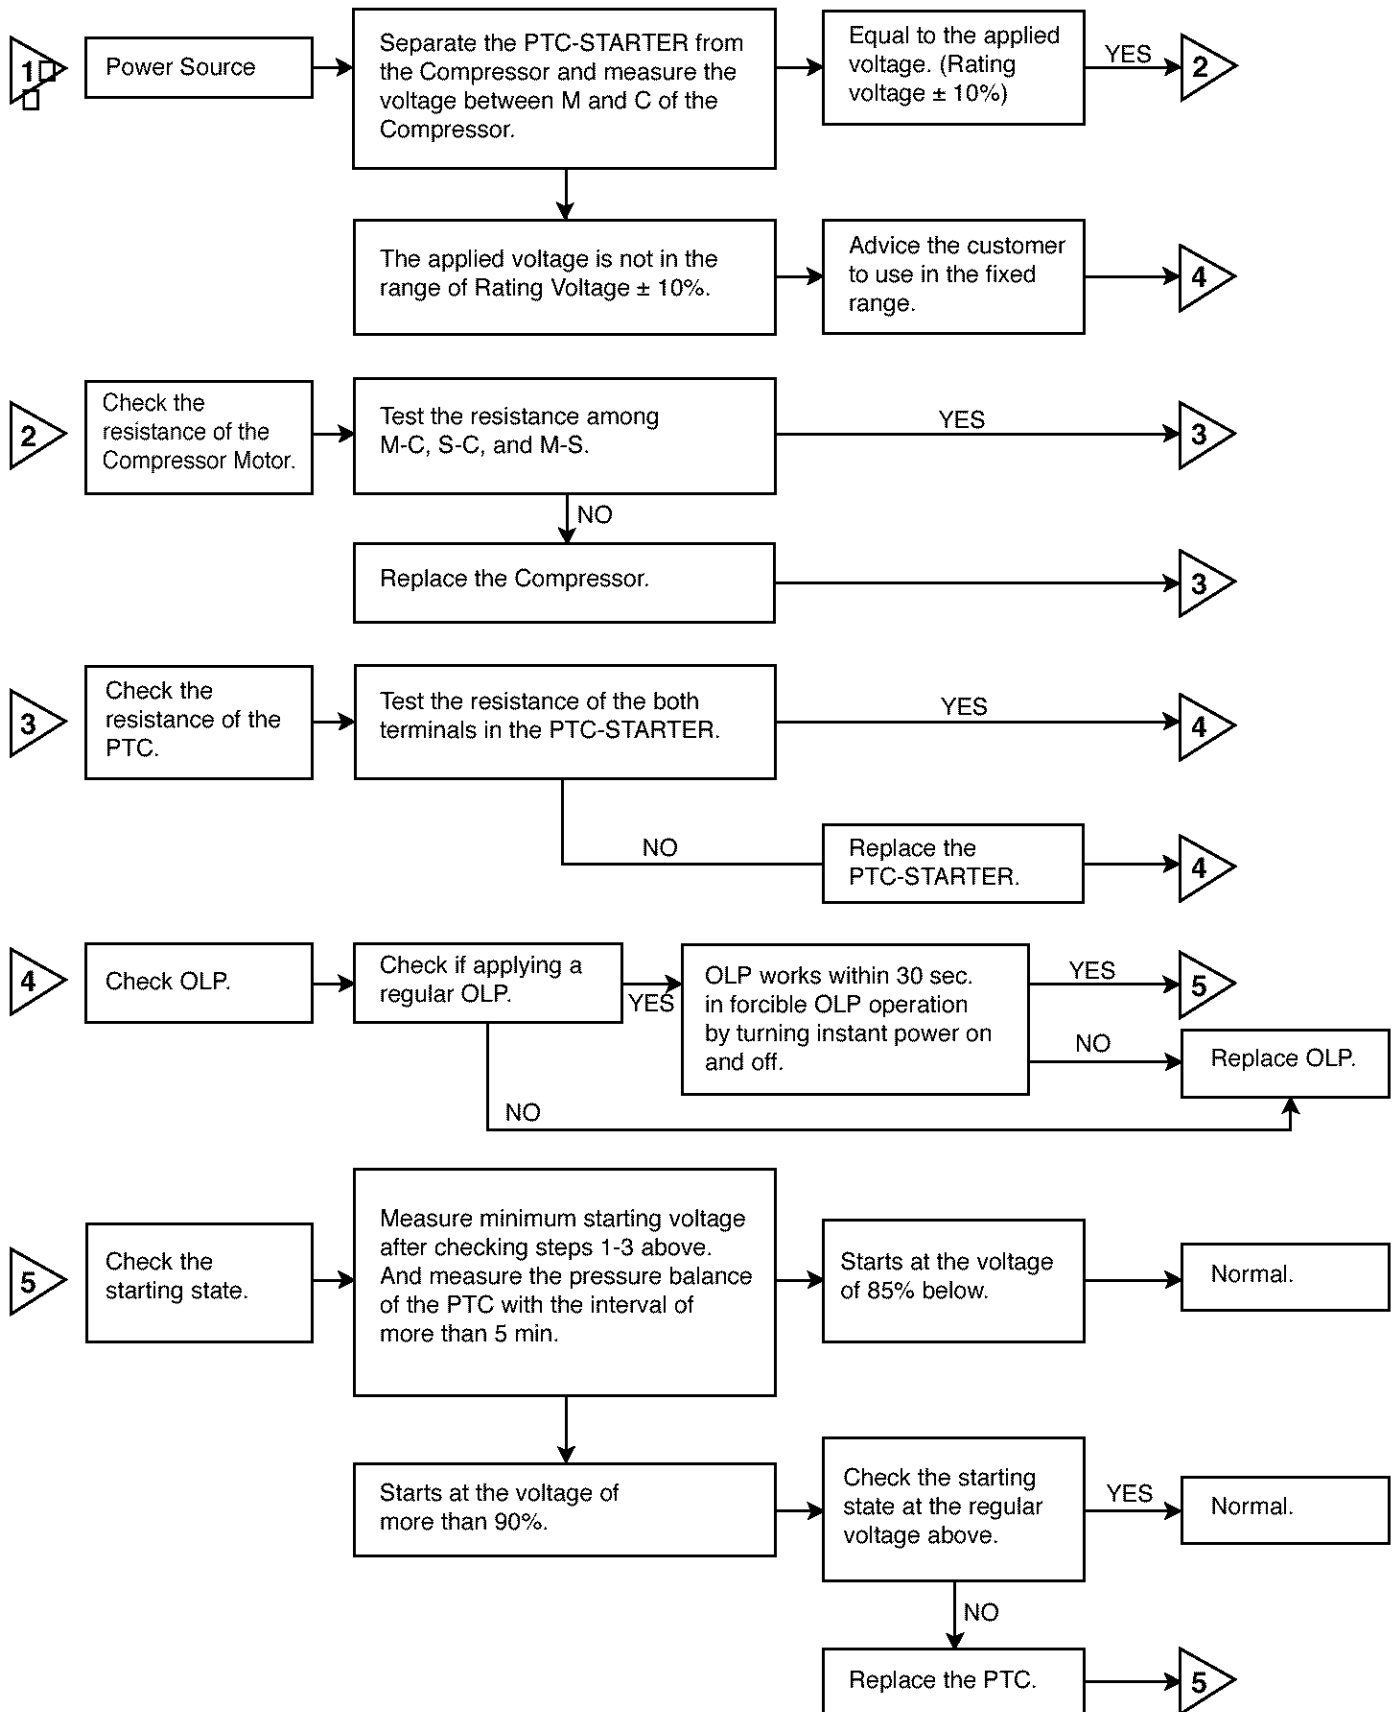 1
Power Source
Separate the PTC-STARTER from
the Compressor and measure the
voltage between M and C of the
Compressor.
Equal to the applied
voltage. (Rating
voltage ± 10%)
YES
2
The applied voltage is not in the
range of Rating Voltage ± 10%.
Advice the customer
to use in the fixed
range.
4
2
Check the
resistance of the
Compressor Motor.
Test the resistance among
M-C, S-C, and M-S.
YES
3
NO
Replace the Compressor.
3
3
Check the
resistance of the
PTC.
Test the resistance of the both
terminals in the PTC-STARTER.
YES
4
NO
Replace the
PTC-STARTER.
4
4
Check OLP.
Check if applying a
regular OLP.
YES
OLP works within 30 sec.
in forcible OLP operation
by turning instant power on
and off.
YES
5
NO
Replace OLP.
NO
5
Check the
starting state.
Measure minimum starting voltage
after checking steps 1-3 above.
And measure the pressure balance
of the PTC with the interval of
more than 5 min.
Starts at the voltage
of 85% below.
Normal.
Starts at the voltage of
more than 90%.
Check the starting
state at the regular
voltage above.
YES
Normal.
NO
Replace the PTC.
5